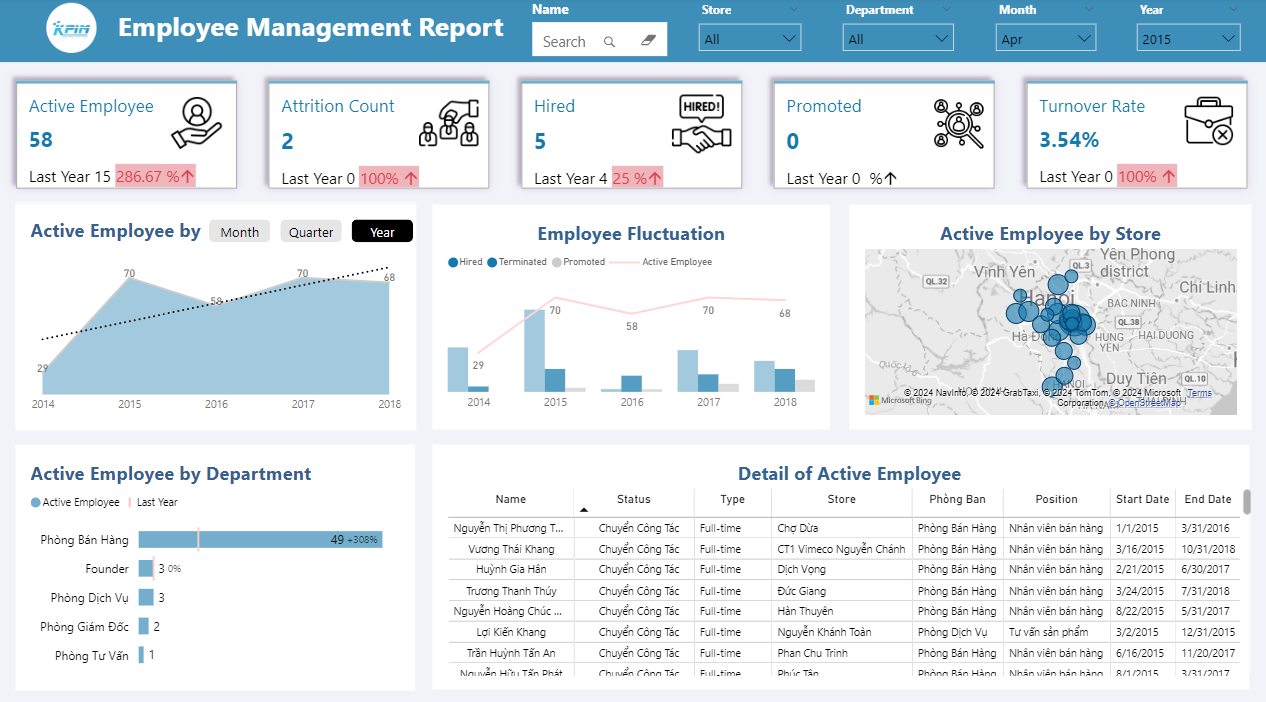 KPIM
Employee Management Report
Name
Search
Store
All
Department
All
Month
Apr
Year
2015
Active Employee
58
Last Year 15 286.67 %↑
Attrition Count
2
Last Year 0 100% ↑
Hired
5
Last Year 4 25 %↑
HIRED!
Promoted
0
Last Year 0 %↑
Turnover Rate
3.54%
Last Year 0 100% ↑
Active Employee by
Month
Quarter
Year
29
70
58
70
68
2014 2015 2016 2017 2018
Employee Fluctuation
Hired Terminated Promoted Active Employee
29
70
58
70
68
2014 2015 2016 2017 2018
Active Employee by Store
Vĩnh Yên
Yên Phong
district
QL.3
QL.32
Chí Linh
Hanoi
BẮC NINH
QL.38
HẢI DUONG
HUNG
YÊN
Duy Tiên
QL.10
© 2024 NavInfo, © 2024 GrabTaxi, © 2024 TomTom, © 2024 Microsoft
Corporation, © OpenStreetMap
Terms
Microsoft Bing
Active Employee by Department
Active Employee Last Year
Phòng Bán Hàng 49 +308%
Founder 3 0%
Phòng Dịch Vụ 3
Phòng Giám Đốc 2
Phòng Tư Vấn 1
Detail of Active Employee
Name Status Type Store Phòng Ban Position Start Date End Date
Nguyễn Thị Phương T... Chuyển Công Tác Full-time Chợ Dừa Phòng Bán Hàng Nhân viên bán hàng 1/1/2015 3/31/2016
Vương Thái Khang Chuyển Công Tác Full-time CT1 Vimeco Nguyễn Chánh Phòng Bán Hàng Nhân viên bán hàng 3/16/2015 10/31/2018
Huỳnh Gia Hân Chuyển Công Tác Full-time Dịch Vọng Phòng Bán Hàng Nhân viên bán hàng 2/21/2015 6/30/2017
Trương Thanh Thúy Chuyển Công Tác Full-time Đức Giang Phòng Bán Hàng Nhân viên bán hàng 3/24/2015 7/31/2018
Nguyễn Hoàng Chúc ... Chuyển Công Tác Full-time Hàn Thuyên Phòng Bán Hàng Nhân viên bán hàng 8/22/2015 5/31/2017
Lợi Kiến Khang Chuyển Công Tác Full-time Nguyễn Khánh Toàn Phòng Dịch Vụ Tư vấn sản phẩm 3/2/2015 12/31/2015
Trần Huỳnh Tấn An Chuyển Công Tác Full-time Phan Chu Trinh Phòng Bán Hàng Nhân viên bán hàng 6/16/2015 11/20/2017
Nguyễn Hữu Tấn Phát Chuyển Công Tác Full-time Phúc Tân Phòng Bán Hàng Nhân viên bán hàng 8/1/2015 3/31/2017